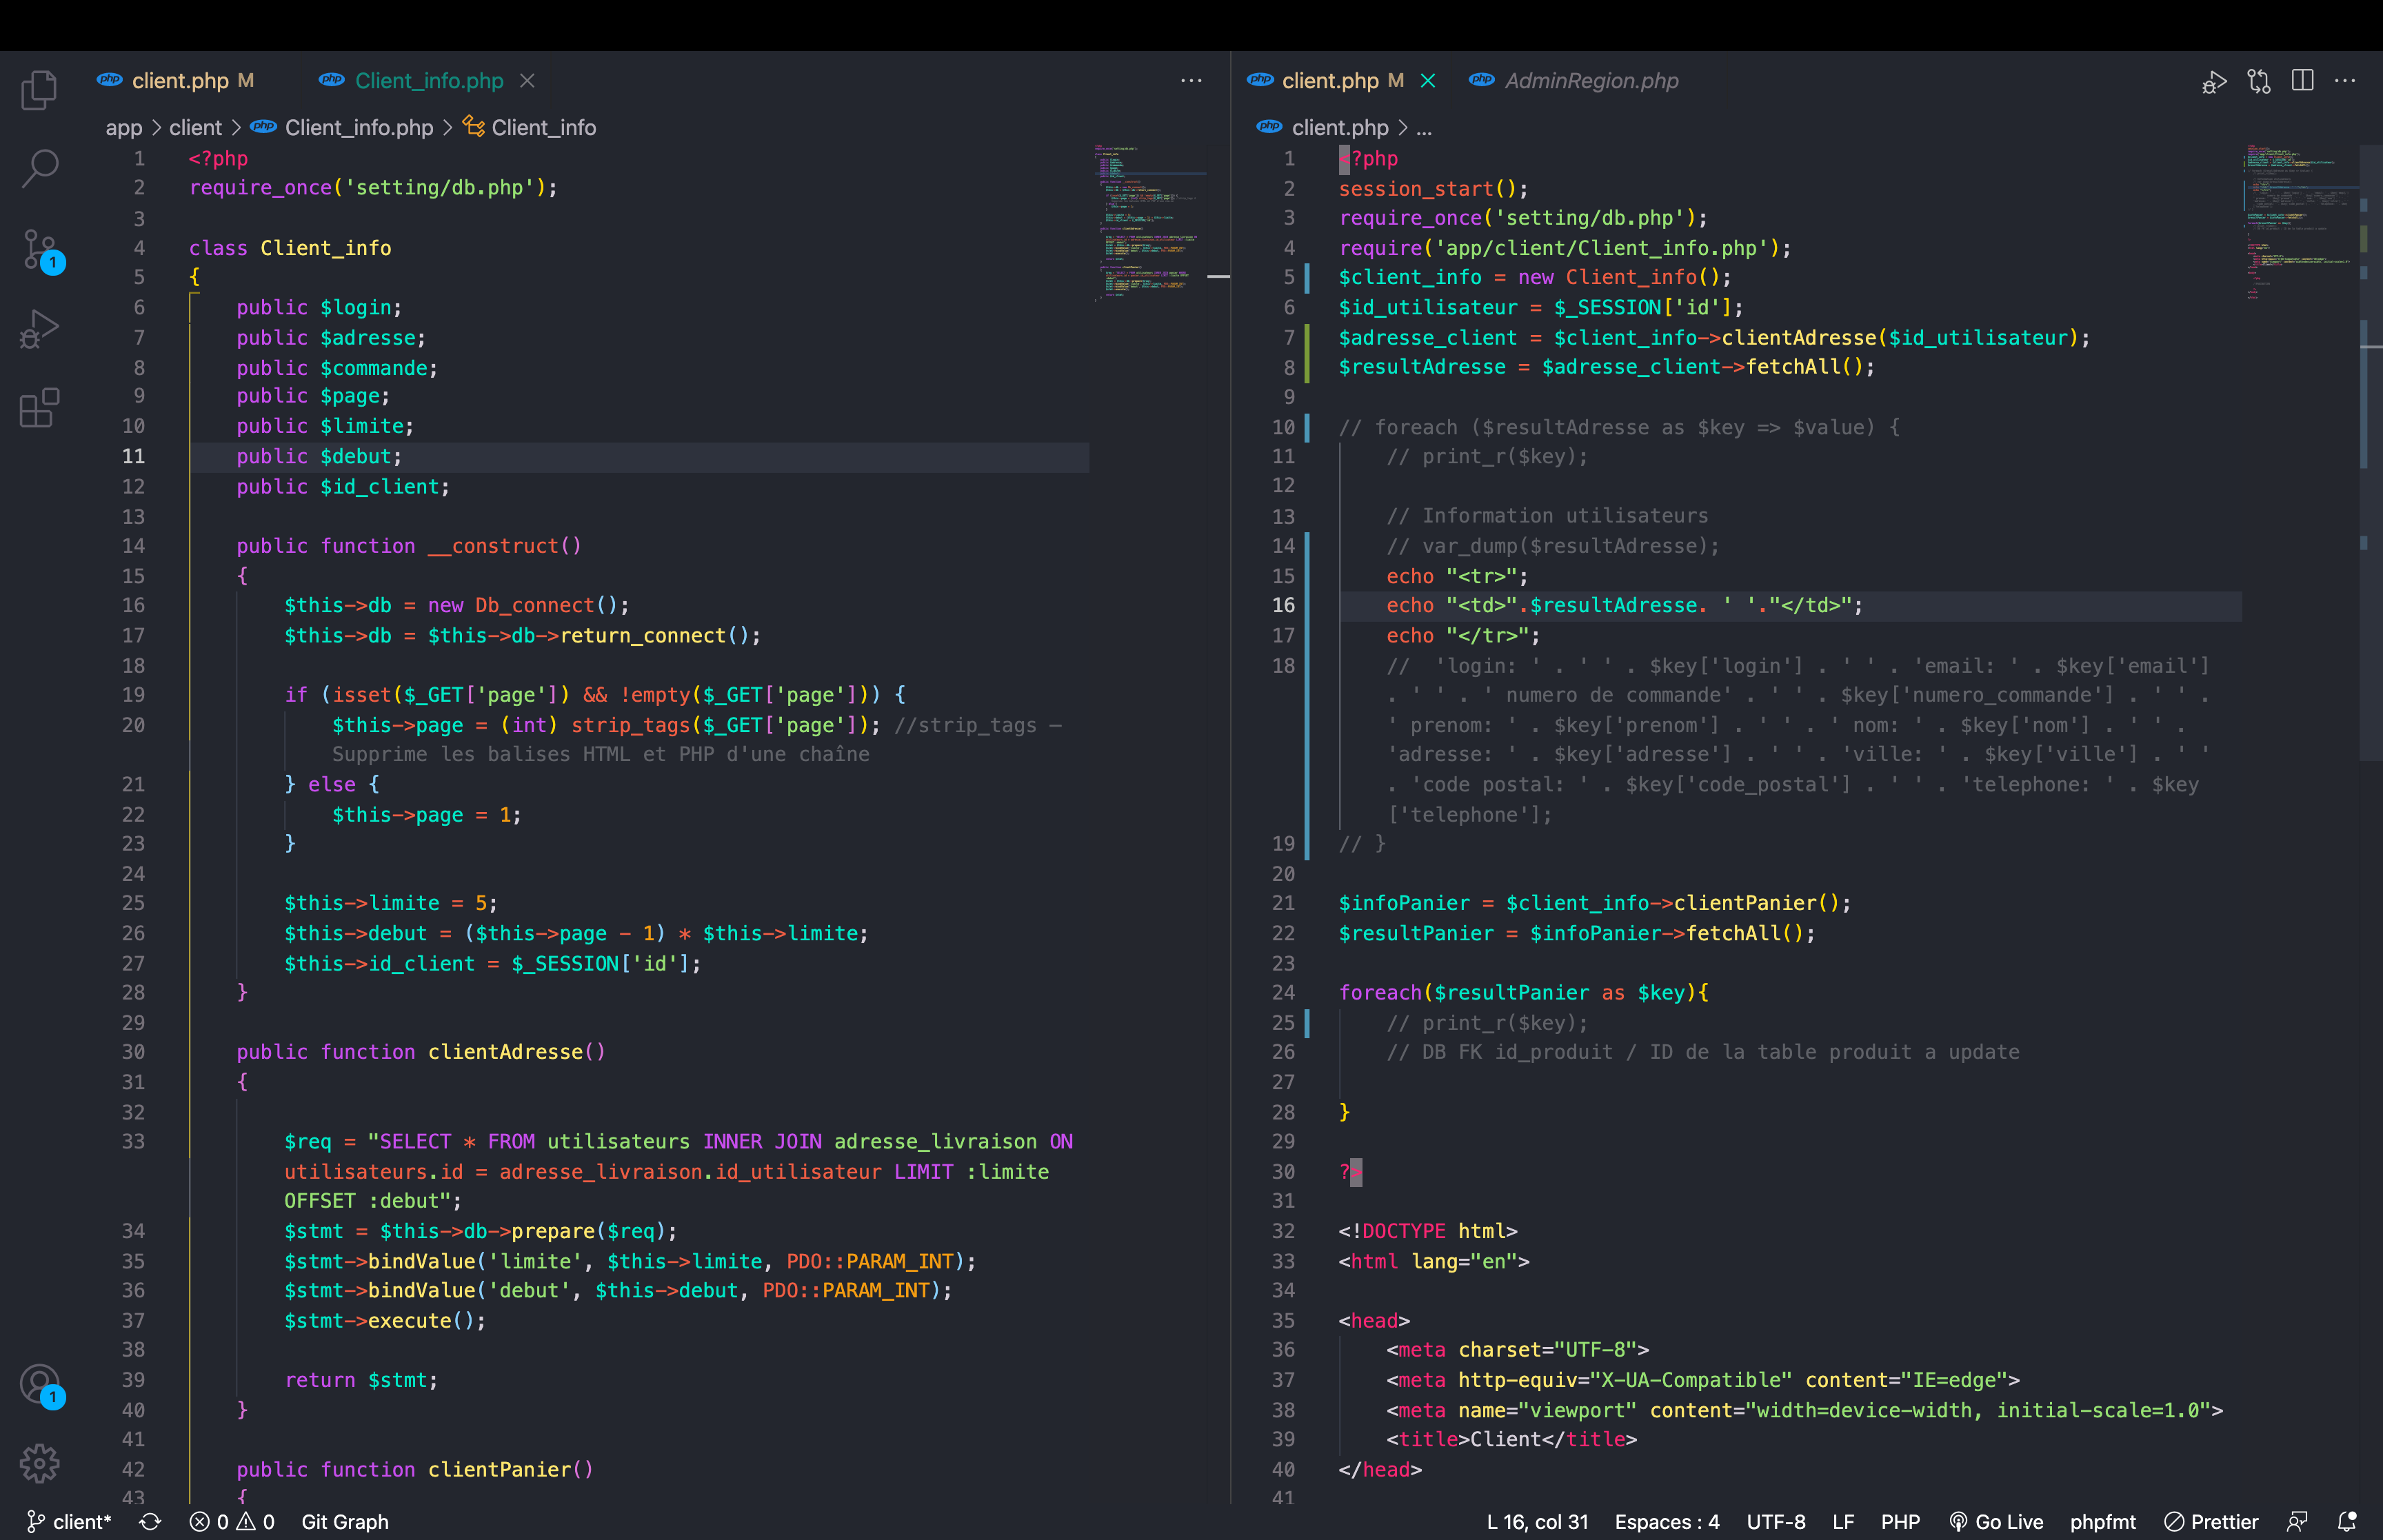 client.php M
Client_info.php
app > client > Client_info.php > Client_info
1 <?php
2 require_once('setting/db.php');
3
4 class Client_info
5 {
6 public $login;
7 public $adresse;
8 public $commande;
9 public $page;
10 public $limite;
11 public $debut;
12 public $id_client;
13
14 public function __construct()
15 {
16 $this->db = new Db_connect();
17 $this->db = $this->db->return_connect();
18
19 if (isset($_GET['page']) && !empty($_GET['page'])) {
20 $this->page = (int) strip_tags($_GET['page']); //strip_tags —
Supprime les balises HTML et PHP d'une chaîne
21 } else {
22 $this->page = 1;
23 }
24
25 $this->limite = 5;
26 $this->debut = ($this->page - 1) * $this->limite;
27 $this->id_client = $_SESSION['id'];
28 }
29
30 public function clientAdresse()
31 {
32
33 $req = "SELECT * FROM utilisateurs INNER JOIN adresse_livraison ON
utilisateurs.id = adresse_livraison.id_utilisateur LIMIT :limite
OFFSET :debut";
34 $stmt = $this->db->prepare($req);
35 $stmt->bindValue('limite', $this->limite, PDO::PARAM_INT);
36 $stmt->bindValue('debut', $this->debut, PDO::PARAM_INT);
37 $stmt->execute();
38
39 return $stmt;
40 }
41
42 public function clientPanier()
43 {
client.php M
AdminRegion.php
client.php > ...
1 <?php
2 session_start();
3 require_once('setting/db.php');
4 require('app/client/Client_info.php');
5 $client_info = new Client_info();
6 $id_utilisateur = $_SESSION['id'];
7 $adresse_client = $client_info->clientAdresse($id_utilisateur);
8 $resultAdresse = $adresse_client->fetchAll();
9
10 // foreach ($resultAdresse as $key => $value) {
11 // print_r($key);
12
13 // Information utilisateurs
14 // var_dump($resultAdresse);
15 echo "<tr>";
16 echo "<td>".$resultAdresse. ' '."</td>";
17 echo "</tr>";
18 // 'login: ' . ' ' . $key['login'] . ' ' . 'email: ' . $key['email']
. ' ' . ' numero de commande' . ' ' . $key['numero_commande'] . ' ' .
' prenom: ' . $key['prenom'] . ' ' . ' nom: ' . $key['nom'] . ' ' .
'adresse: ' . $key['adresse'] . ' ' . 'ville: ' . $key['ville'] . ' '
. 'code postal: ' . $key['code_postal'] . ' ' . 'telephone: ' . $key
['telephone'];
19 // }
20
21 $infoPanier = $client_info->clientPanier();
22 $resultPanier = $infoPanier->fetchAll();
23
24 foreach($resultPanier as $key){
25 // print_r($key);
26 // DB FK id_produit / ID de la table produit a update
27
28 }
29
30 ?>
31
32 <!DOCTYPE html>
33 <html lang="en">
34
35 <head>
36 <meta charset="UTF-8">
37 <meta http-equiv="X-UA-Compatible" content="IE=edge">
38 <meta name="viewport" content="width=device-width, initial-scale=1.0">
39 <title>Client</title>
40 </head>
41
1
1
client* 0 0 Git Graph
L 16, col 31 Espaces : 4 UTF-8 LF PHP Go Live phpfmt Prettier